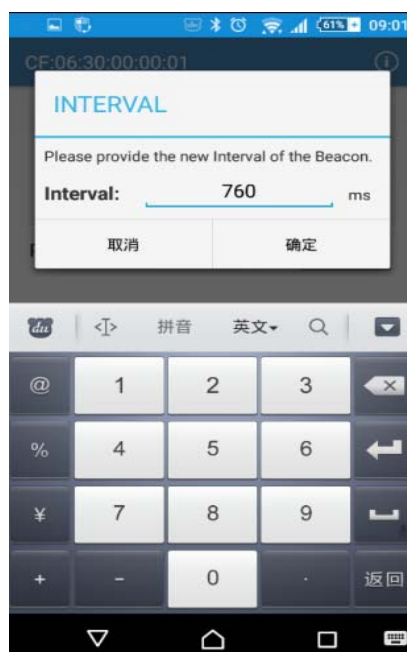 61% 09:01
CF:06:30:00:00:01
INTERVAL
Please provide the new Interval of the Beacon.
Interval: 760 ms
取消 确定
du 拼音 英文
@ 1 2 3
% 4 5 6
¥ 7 8 9
+ - 0 . 返回